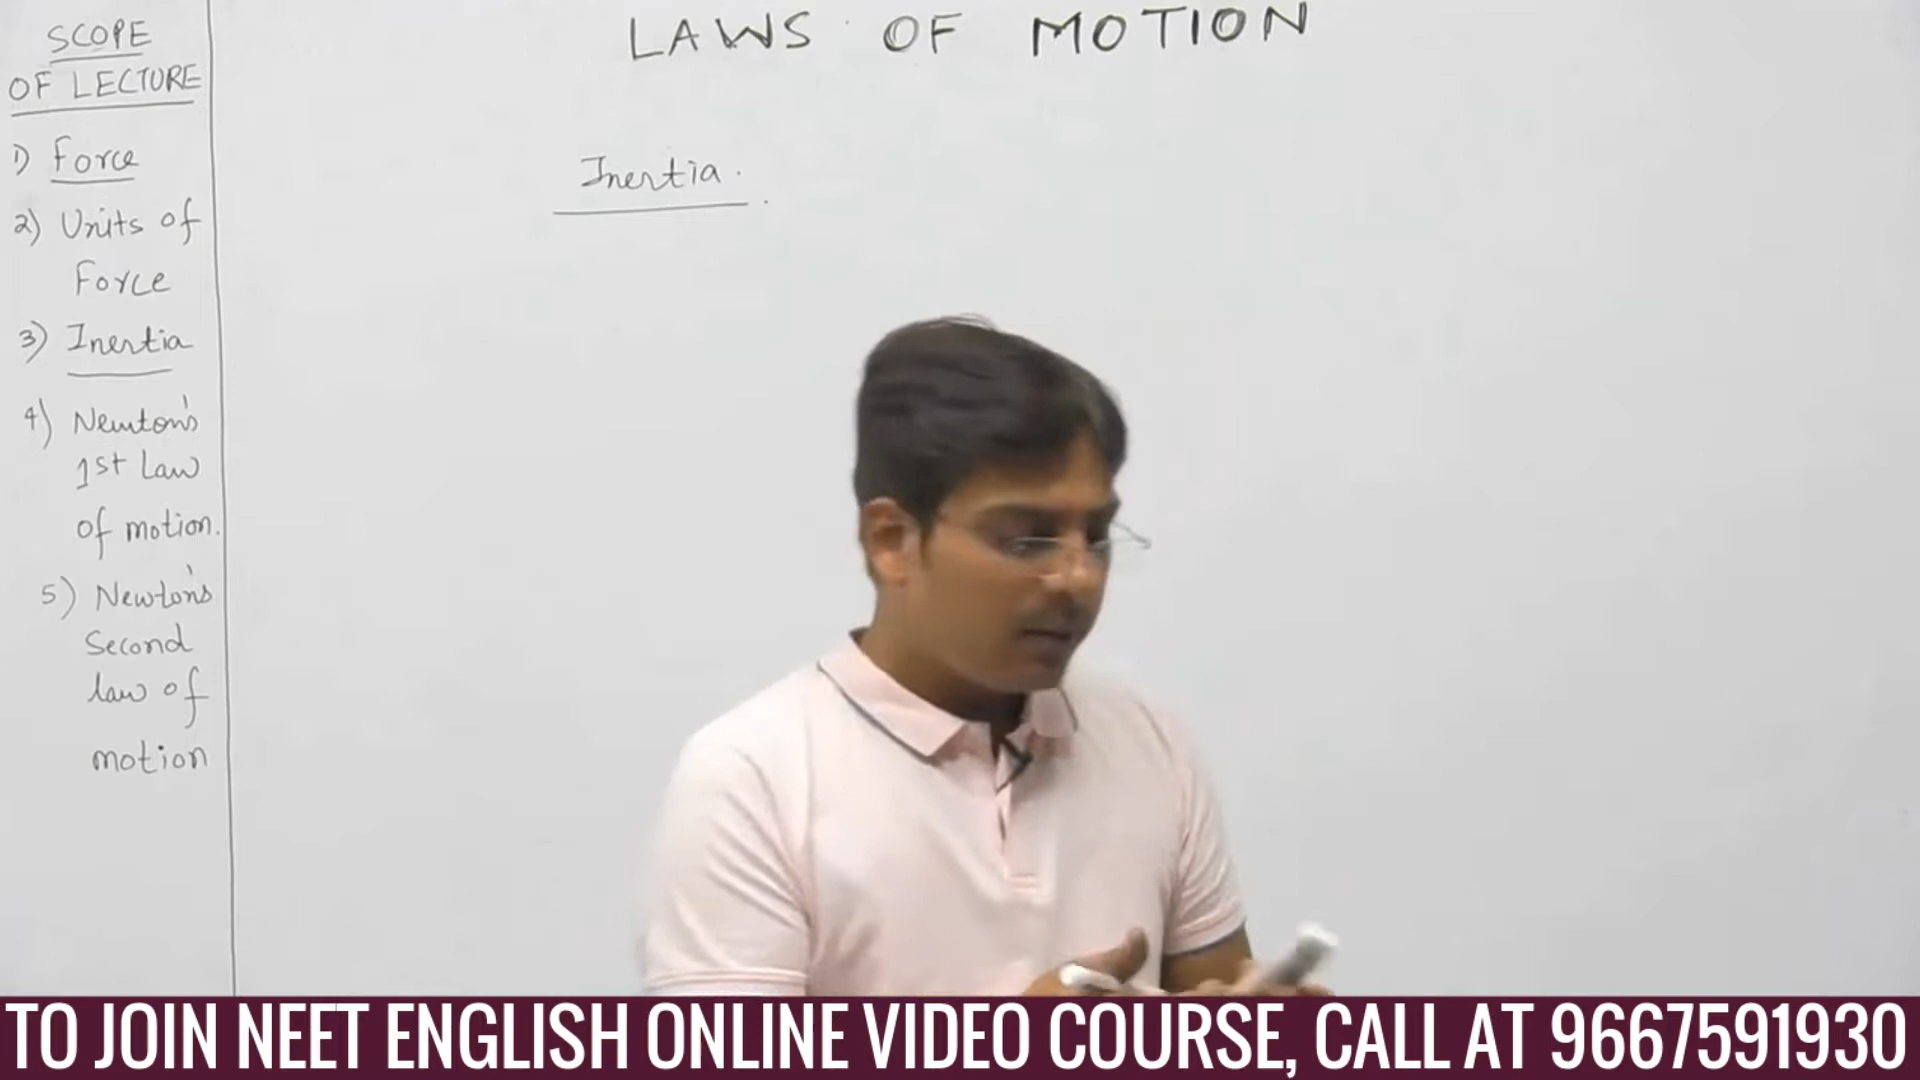 LAWS OF MOTION
SCOPE
OF LECTURE
1) Force
2) Units of
Force
3) Inertia
4) Newton's
1st Law
of motion.
5) Newton's
Second
law of
motion
Inertia.
TO JOIN NEET ENGLISH ONLINE VIDEO COURSE, CALL AT 9667591930